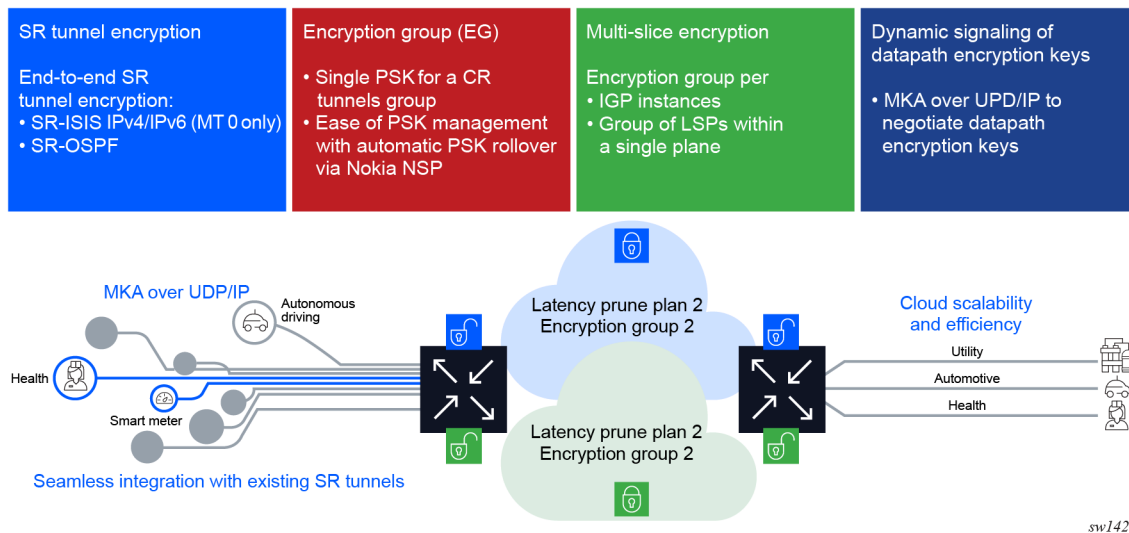 SR tunnel encryption
End-to-end SR
tunnel encryption:
• SR-ISIS IPv4/IPv6 (MT 0 only)
• SR-OSPF
Encryption group (EG)
• Single PSK for a CR
tunnels group
• Ease of PSK management
with automatic PSK rollover
via Nokia NSP
Multi-slice encryption
Encryption group per
• IGP instances
• Group of LSPs within
a single plane
Dynamic signaling of
datapath encryption keys
• MKA over UPD/IP to
negotiate datapath
encryption keys
MKA over UDP/IP
Autonomous
driving
Health
Smart meter
Seamless integration with existing SR tunnels
Latency prune plan 2
Encryption group 2
Latency prune plan 2
Encryption group 2
Cloud scalability
and efficiency
Utility
Automotive
Health
sw142